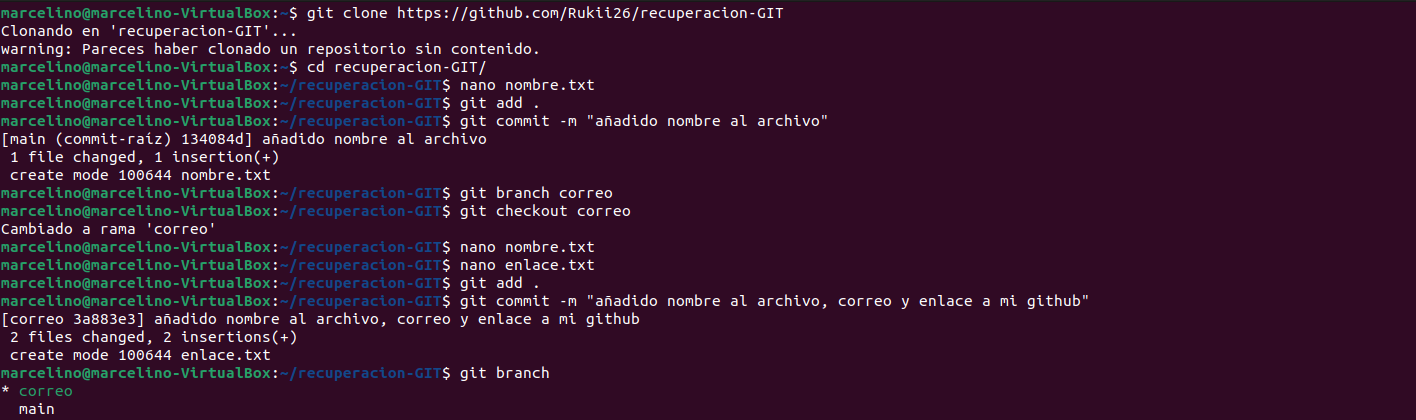 marcelino@marcelino-VirtualBox:~$ git clone https://github.com/Rukii26/recuperacion-GIT
Clonando en 'recuperacion-GIT'...
warning: Pareces haber clonado un repositorio sin contenido.
marcelino@marcelino-VirtualBox:~$ cd recuperacion-GIT/
marcelino@marcelino-VirtualBox:~/recuperacion-GIT$ nano nombre.txt
marcelino@marcelino-VirtualBox:~/recuperacion-GIT$ git add .
marcelino@marcelino-VirtualBox:~/recuperacion-GIT$ git commit -m "añadido nombre al archivo"
[main (commit-raíz) 134084d] añadido nombre al archivo
 1 file changed, 1 insertion(+)
 create mode 100644 nombre.txt
marcelino@marcelino-VirtualBox:~/recuperacion-GIT$ git branch correo
marcelino@marcelino-VirtualBox:~/recuperacion-GIT$ git checkout correo
Cambiado a rama 'correo'
marcelino@marcelino-VirtualBox:~/recuperacion-GIT$ nano nombre.txt
marcelino@marcelino-VirtualBox:~/recuperacion-GIT$ nano enlace.txt
marcelino@marcelino-VirtualBox:~/recuperacion-GIT$ git add .
marcelino@marcelino-VirtualBox:~/recuperacion-GIT$ git commit -m "añadido nombre al archivo, correo y enlace a mi github"
[correo 3a883e3] añadido nombre al archivo, correo y enlace a mi github
 2 files changed, 2 insertions(+)
 create mode 100644 enlace.txt
marcelino@marcelino-VirtualBox:~/recuperacion-GIT$ git branch
* correo
  main